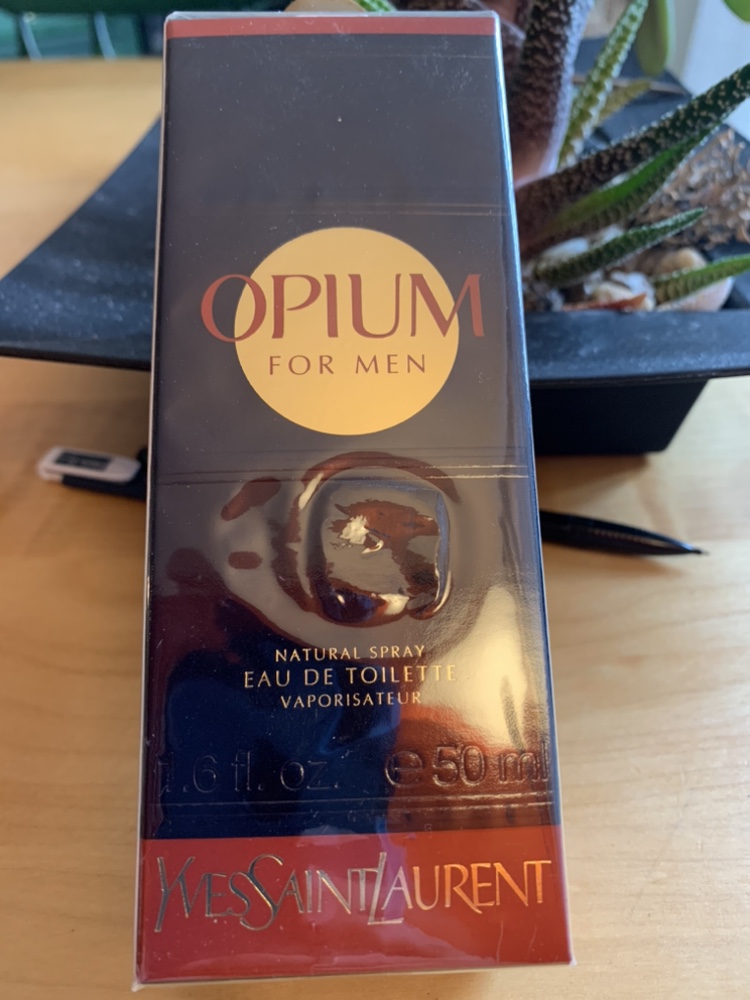 OPIUM
FOR MEN
NATURAL SPRAY
EAU DE TOILETTE
VAPORISATEUR
1.6 fl. oz. ℮ 50 ml
YVESSAINTLAURENT